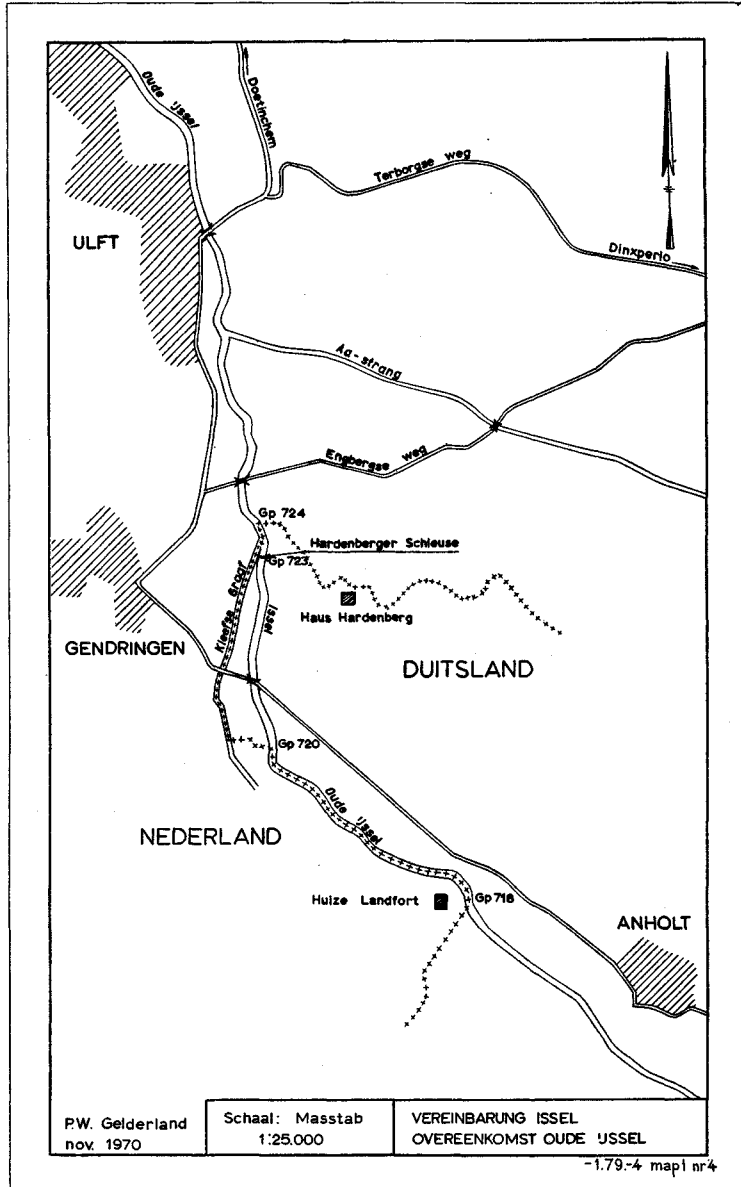 Oude IJssel
Doetinchem
Terborgse weg
ULFT
Dinxperlo
Aa-strang
Engbergse weg
Gp 724
Hardenberger Schleuse
Gp 723
Kleefse Graaf
Issel
Haus Hardenberg
GENDRINGEN
DUITSLAND
Gp 720
Oude IJssel
NEDERLAND
Huize Landfort
Gp 718
ANHOLT
P.W. Gelderland
nov. 1970
Schaal: Masstab
1:25.000
VEREINBARUNG ISSEL
OVEREENKOMST OUDE IJSSEL
-1.79.-4 map1 nr4